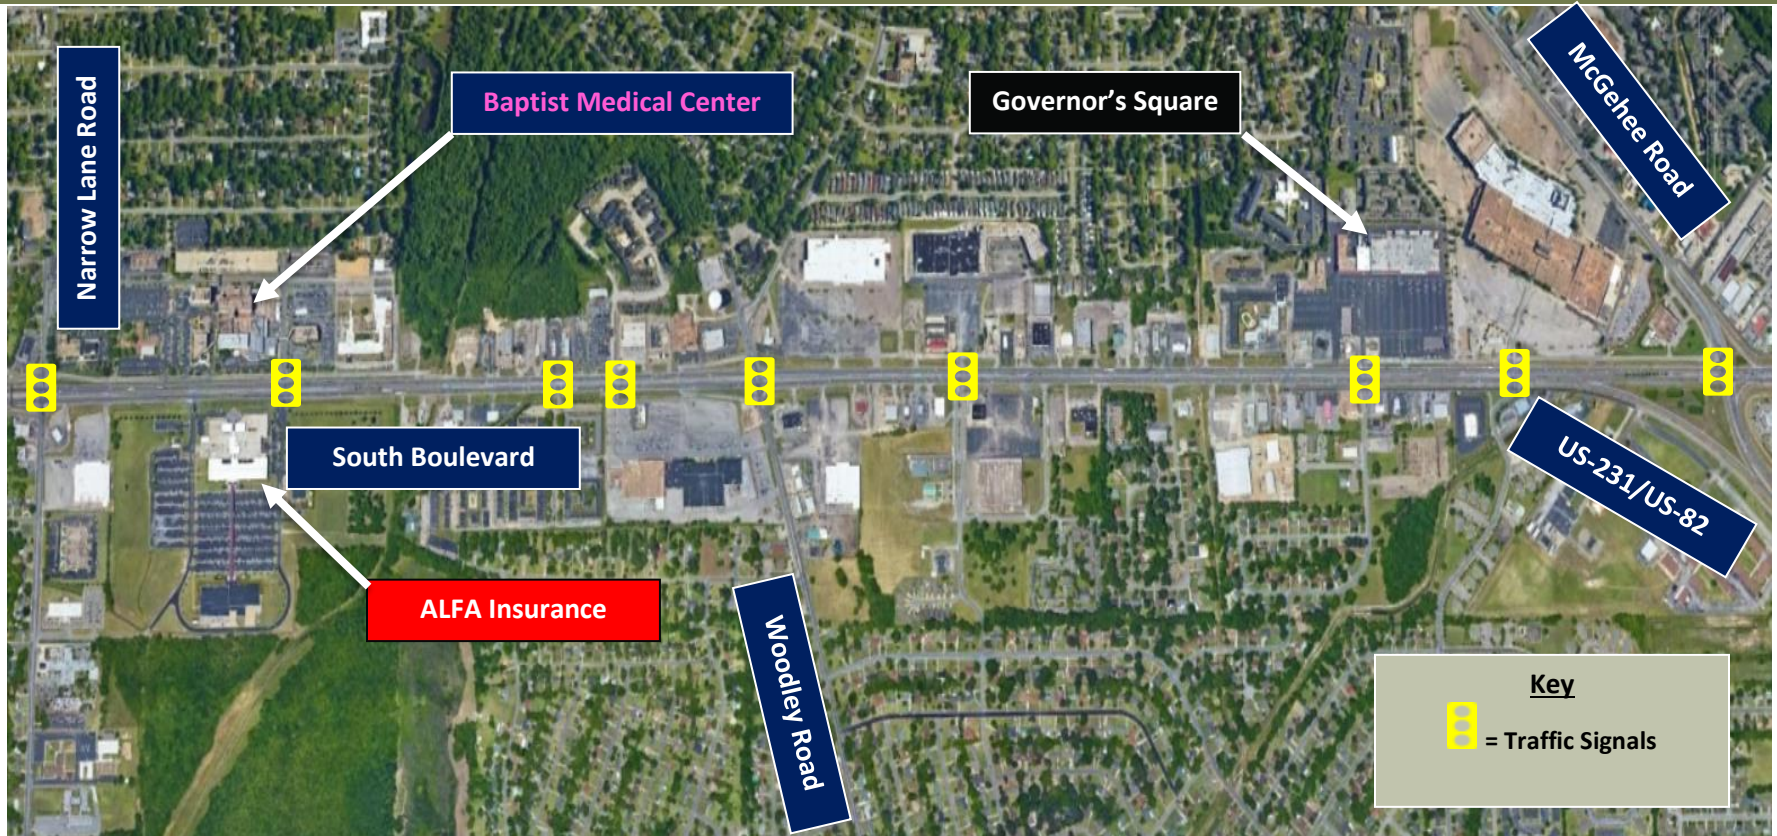 Narrow Lane Road
Baptist Medical Center
Governor’s Square
McGehee Road
South Boulevard
US-231/US-82
ALFA Insurance
Woodley Road
Key
= Traffic Signals